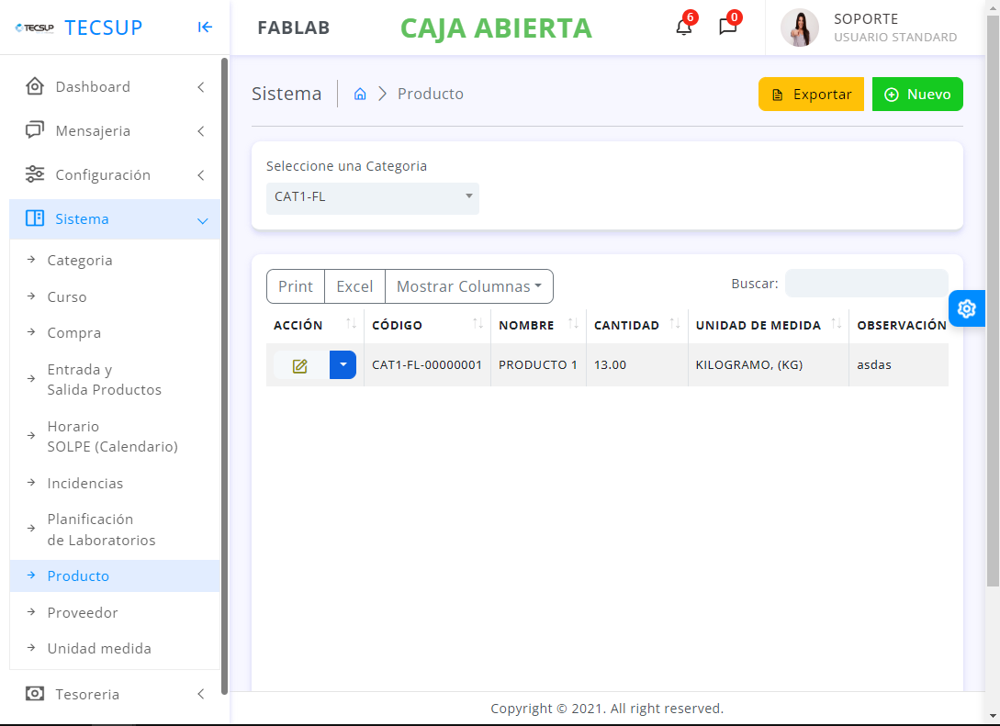 TECSUP TECSUP
FABLAB
CAJA ABIERTA
6
0
SOPORTE
USUARIO STANDARD
Dashboard
Mensajeria
Configuración
Sistema
Categoria
Curso
Compra
Entrada y
Salida Productos
Horario
SOLPE (Calendario)
Incidencias
Planificación
de Laboratorios
Producto
Proveedor
Unidad medida
Tesoreria
Sistema Producto
Exportar Nuevo
Seleccione una Categoria
CAT1-FL
Print Excel Mostrar Columnas
Buscar:
ACCIÓN CÓDIGO NOMBRE CANTIDAD UNIDAD DE MEDIDA OBSERVACIÓN
CAT1-FL-00000001 PRODUCTO 1 13.00 KILOGRAMO, (KG) asdas
Copyright © 2021. All right reserved.